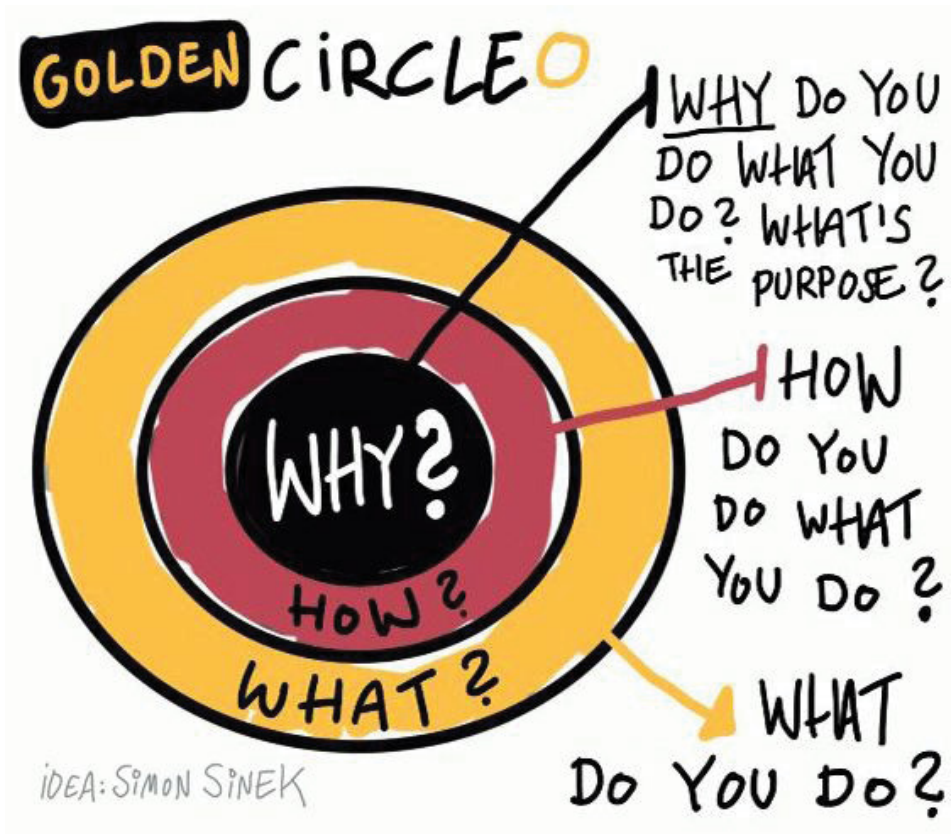 GOLDEN CIRCLE
WHY DO YOU
DO WHAT YOU
DO? WHAT'S
THE PURPOSE?
WHY?
HOW?
WHAT?
HOW
DO YOU
DO WHAT
YOU DO?
WHAT
DO YOU DO?
IDEA: SIMON SINEK